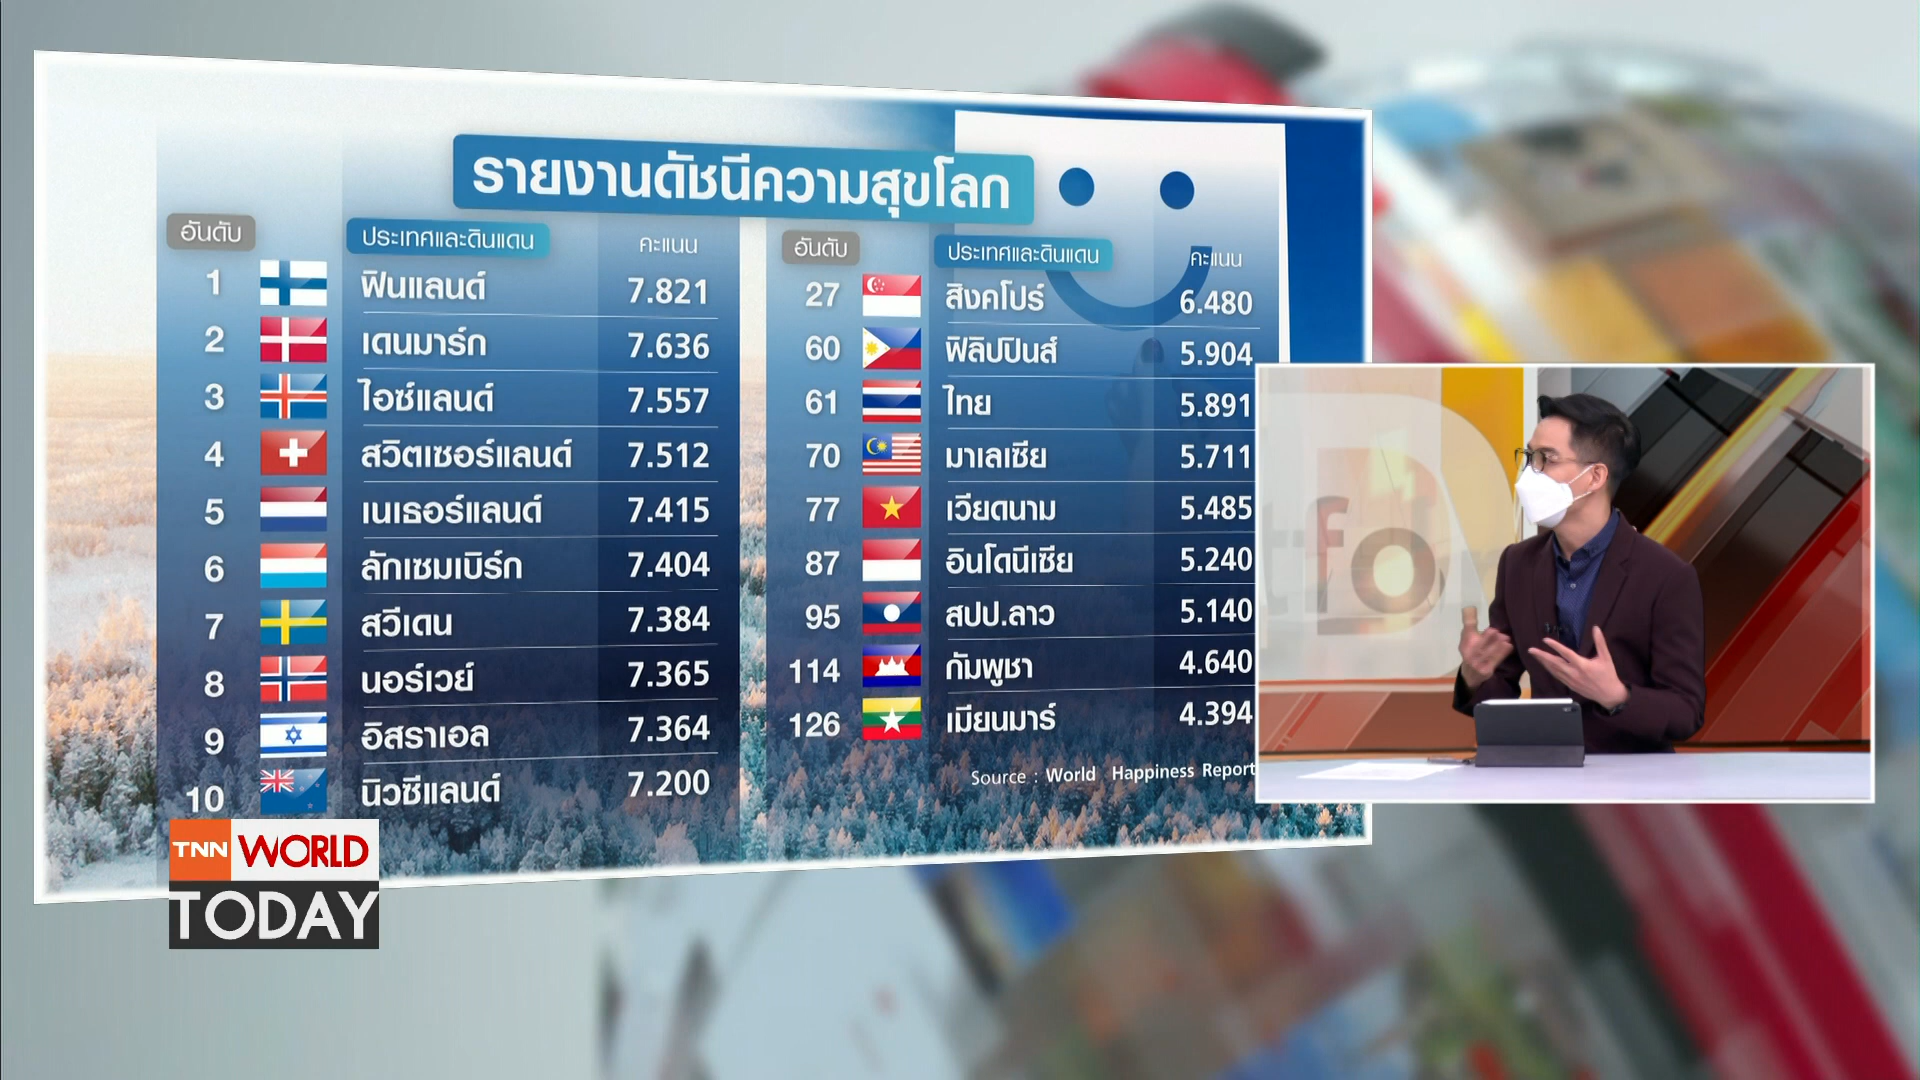 รายงานดัชนีความสุขโลก
อันดับ ประเทศและดินแดน คะแนน
1 ฟินแลนด์ 7.821
2 เดนมาร์ก 7.636
3 ไอซ์แลนด์ 7.557
4 สวิตเซอร์แลนด์ 7.512
5 เนเธอร์แลนด์ 7.415
6 ลักเซมเบิร์ก 7.404
7 สวีเดน 7.384
8 นอร์เวย์ 7.365
9 อิสราเอล 7.364
10 นิวซีแลนด์ 7.200
อันดับ ประเทศและดินแดน คะแนน
27 สิงคโปร์ 6.480
60 ฟิลิปปินส์ 5.904
61 ไทย 5.891
70 มาเลเซีย 5.711
77 เวียดนาม 5.485
87 อินโดนีเซีย 5.240
95 สปป.ลาว 5.140
114 กัมพูชา 4.640
126 เมียนมาร์ 4.394
Source : World Happiness Report
tfo
TNN WORLD
TODAY